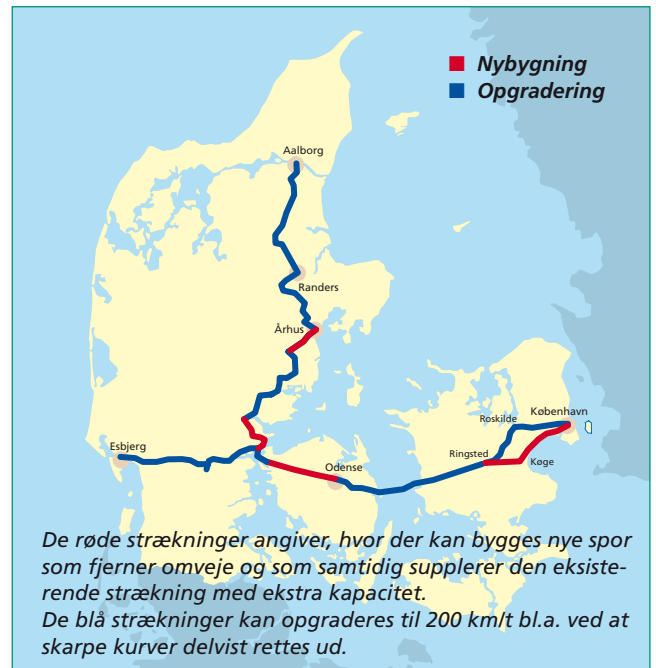 Nybygning
Opgradering
Aalborg
Randers
Århus
København
Roskilde
Esbjerg
Ringsted
Køge
Odense
De røde strækninger angiver, hvor der kan bygges nye spor
som fjerner omveje og som samtidig supplerer den eksiste-
rende strækning med ekstra kapacitet.
De blå strækninger kan opgraderes til 200 km/t bl.a. ved at
skarpe kurver delvist rettes ud.